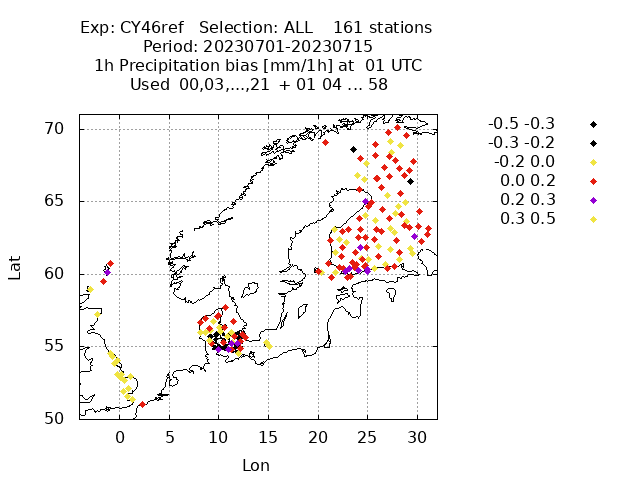 Exp: CY46ref   Selection: ALL    161 stations
Period: 20230701-20230715
1h Precipitation bias [mm/1h] at  01 UTC
Used  00,03,...,21  + 01 04 ... 58
-0.5 -0.3
-0.3 -0.2
-0.2 0.0
0.0 0.2
0.2 0.3
0.3 0.5
70
65
60
55
50
Lat
0 5 10 15 20 25 30
Lon